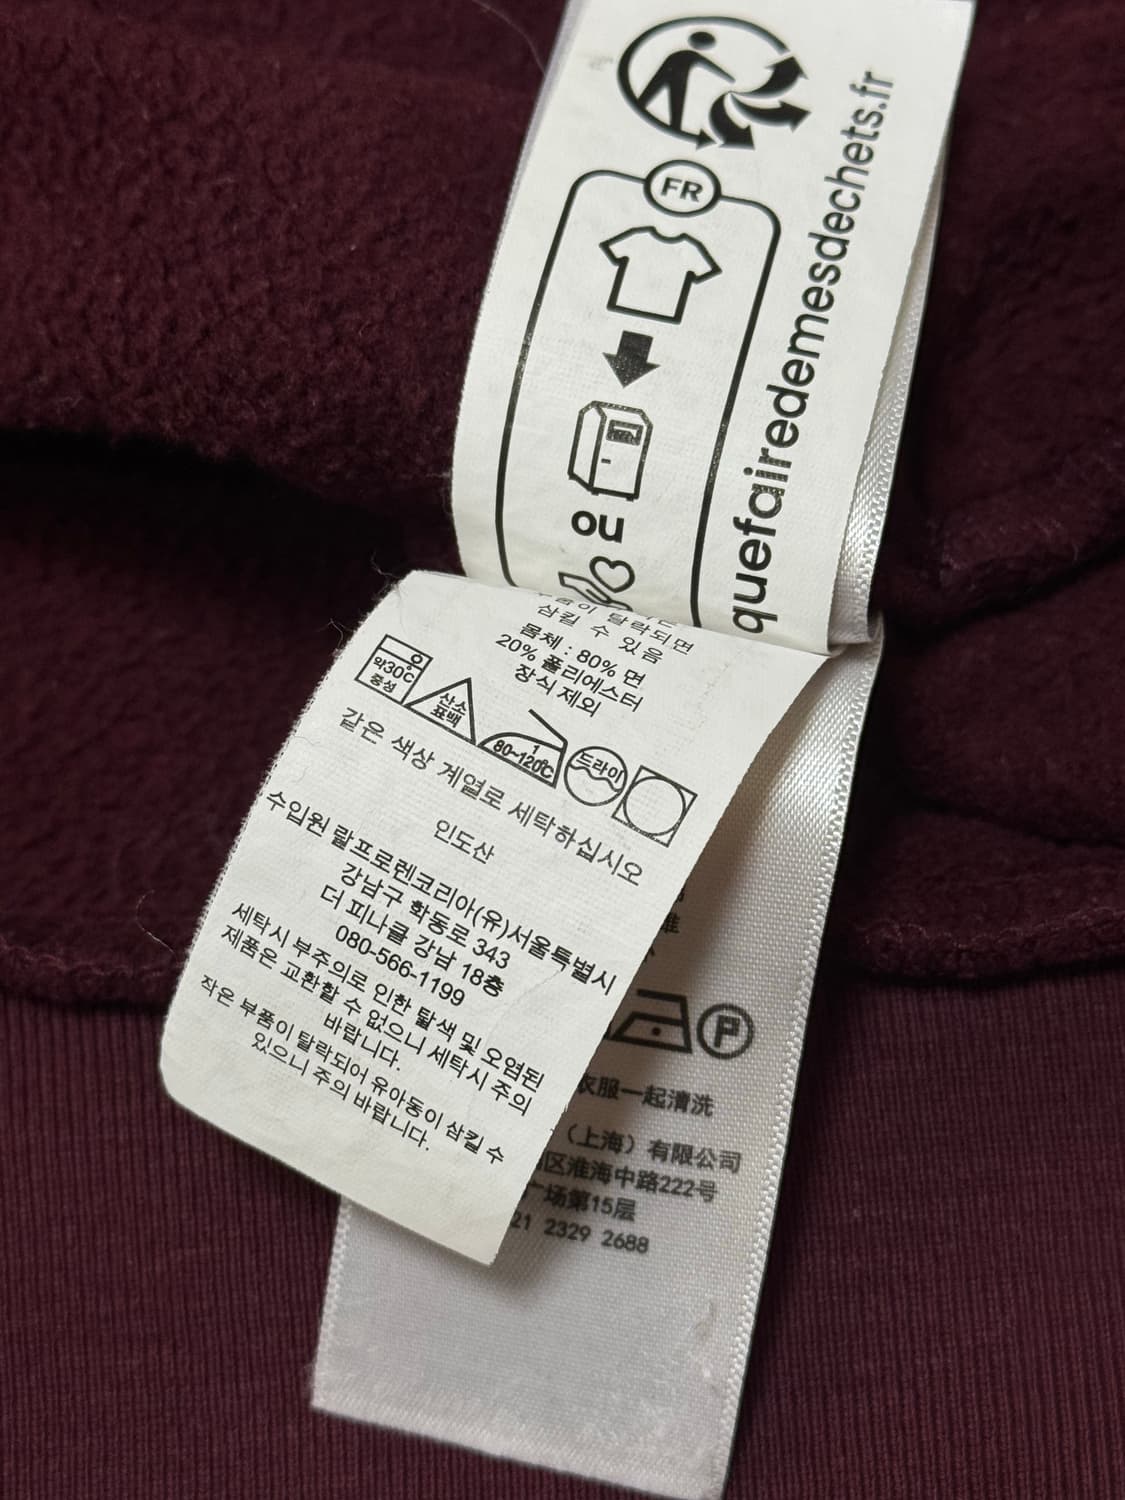 quefairedemesdechets.fr
FR
OU
삼킬 수 있음
몸체 : 80% 면
20% 폴리에스터
장식 제외
약30℃
중성
산소
표백
1
80~120℃
드라이
같은 색상 계열로 세탁하십시오
인도산
수입원 랄프로렌코리아(유)서울특별시
강남구 학동로 343
더 피나클 강남 18층
080-566-1199
세탁시 부주의로 인한 탈색 및 오염된
제품은 교환할 수 없으니 세탁시 주의
바랍니다.
작은 부품이 탈락되어 유아동이 삼킬 수
있으니 주의 바랍니다.
P
衣服一起清洗
（上海）有限公司
区淮海中路222号
广场第15层
21 2329 2688